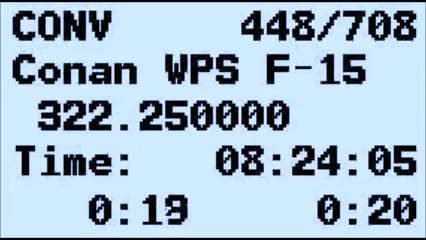 CONV 448/708
Conan WPS F-15
322.250000
Time: 08:24:05
0:19 0:20